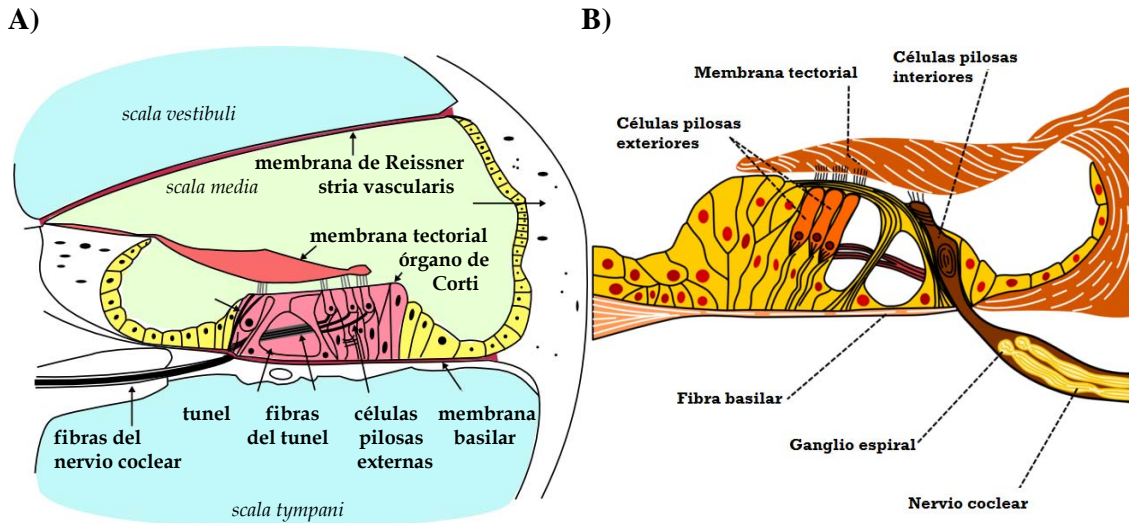 A)
scala vestibuli
membrana de Reissner
scala media
stria vascularis
membrana tectorial
órgano de
Corti
tunel
fibras
del tunel
células
pilosas
externas
membrana
basilar
fibras del
nervio coclear
scala tympani
B)
Células pilosas
interiores
Membrana tectorial
Células pilosas
exteriores
Fibra basilar
Ganglio espiral
Nervio coclear